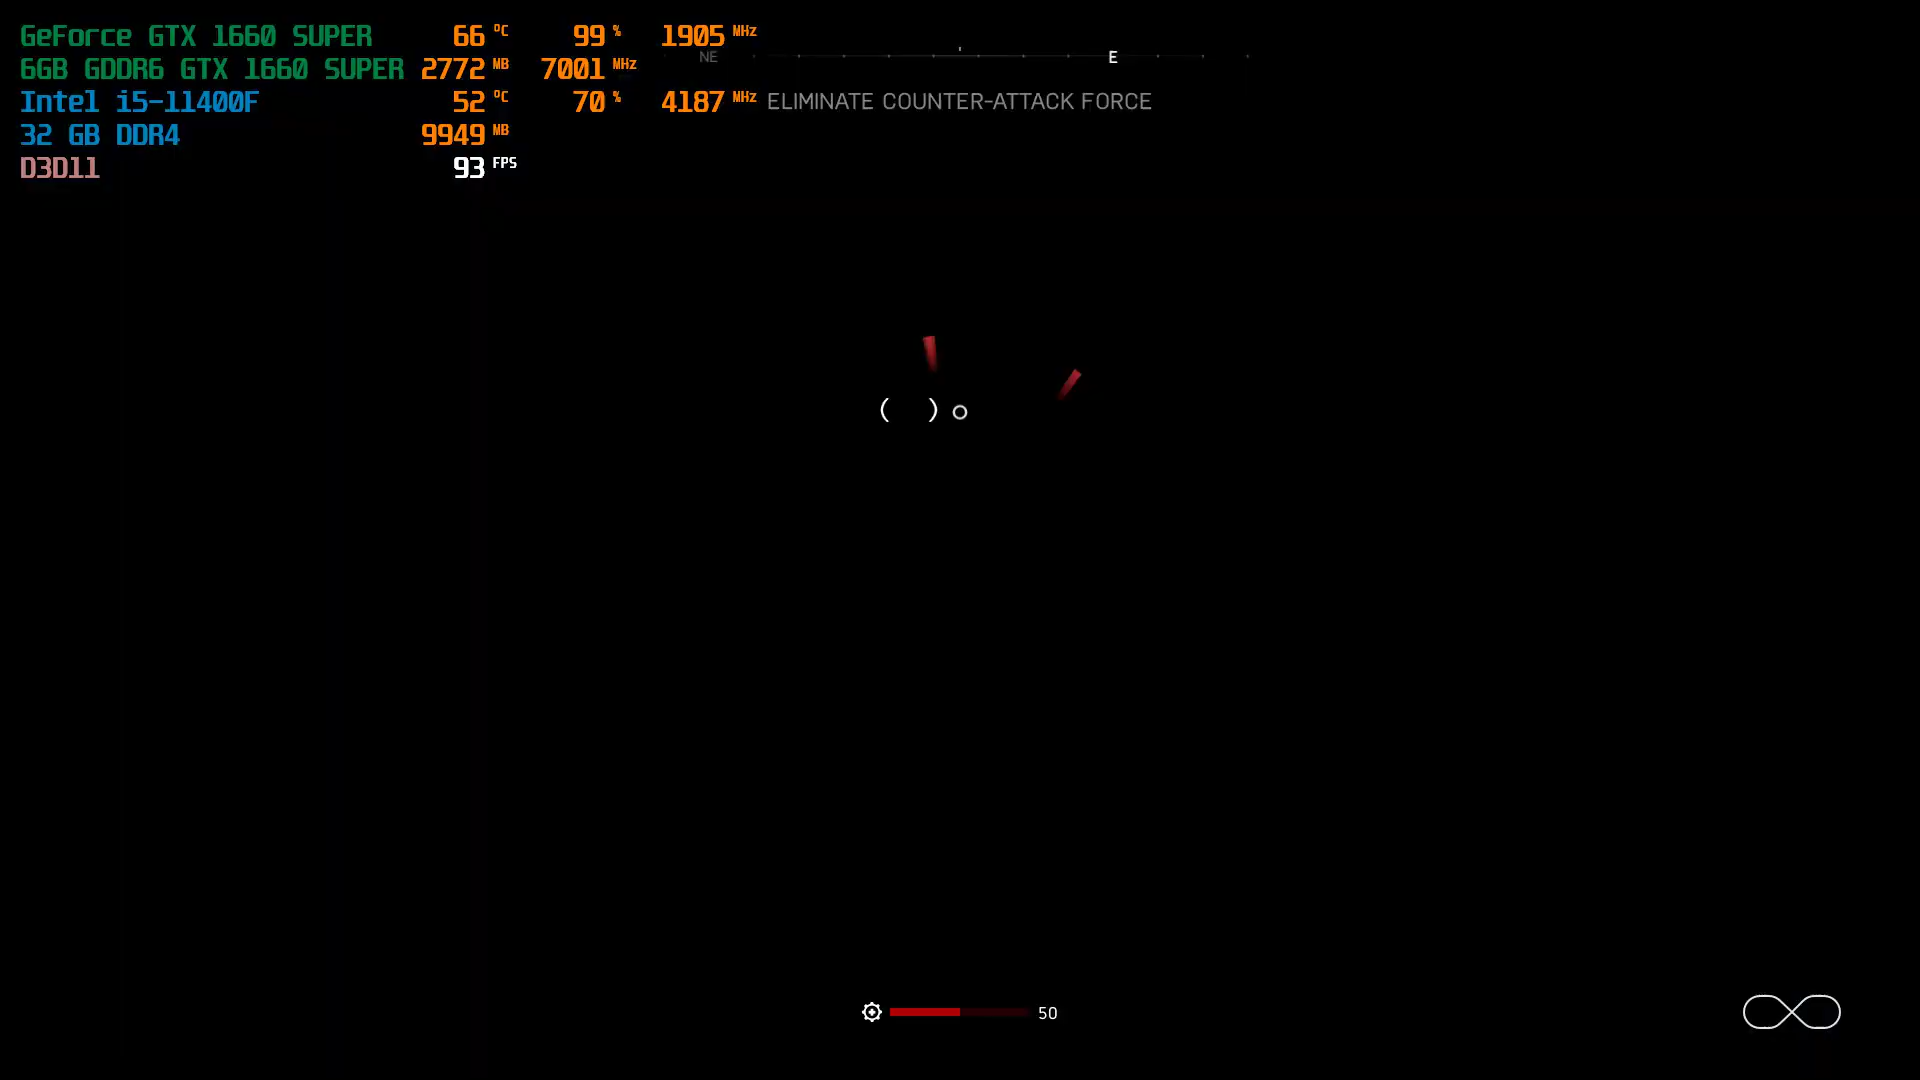 GeForce GTX 1660 SUPER 66 °C 99 % 1905 MHz
NE E
6GB GDDR6 GTX 1660 SUPER 2772 MB 7001 MHz
Intel i5-11400F 52 °C 70 % 4187 MHz
ELIMINATE COUNTER-ATTACK FORCE
32 GB DDR4 9949 MB
D3D11 93 FPS
50